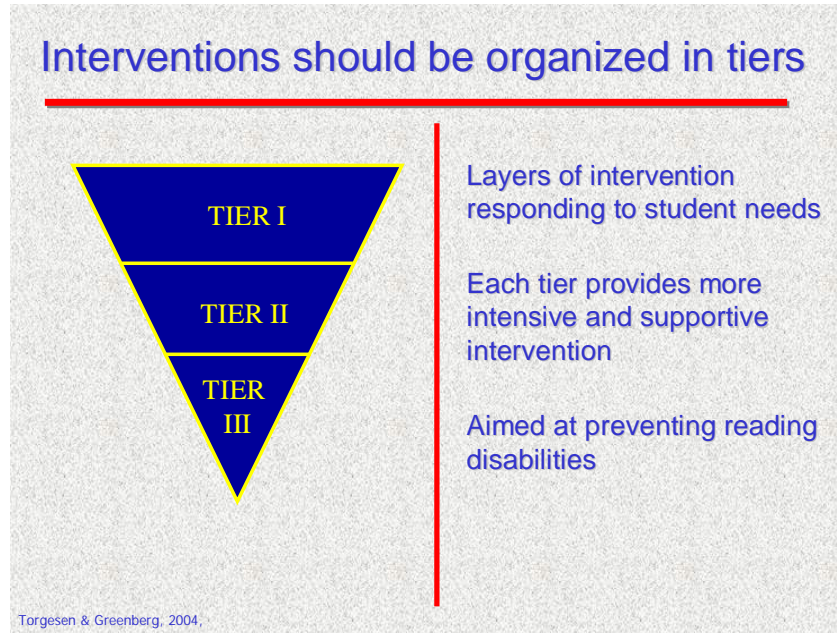 Interventions should be organized in tiers
TIER I
TIER II
TIER
III
Layers of intervention
responding to student needs
Each tier provides more
intensive and supportive
intervention
Aimed at preventing reading
disabilities
Torgesen & Greenberg, 2004,